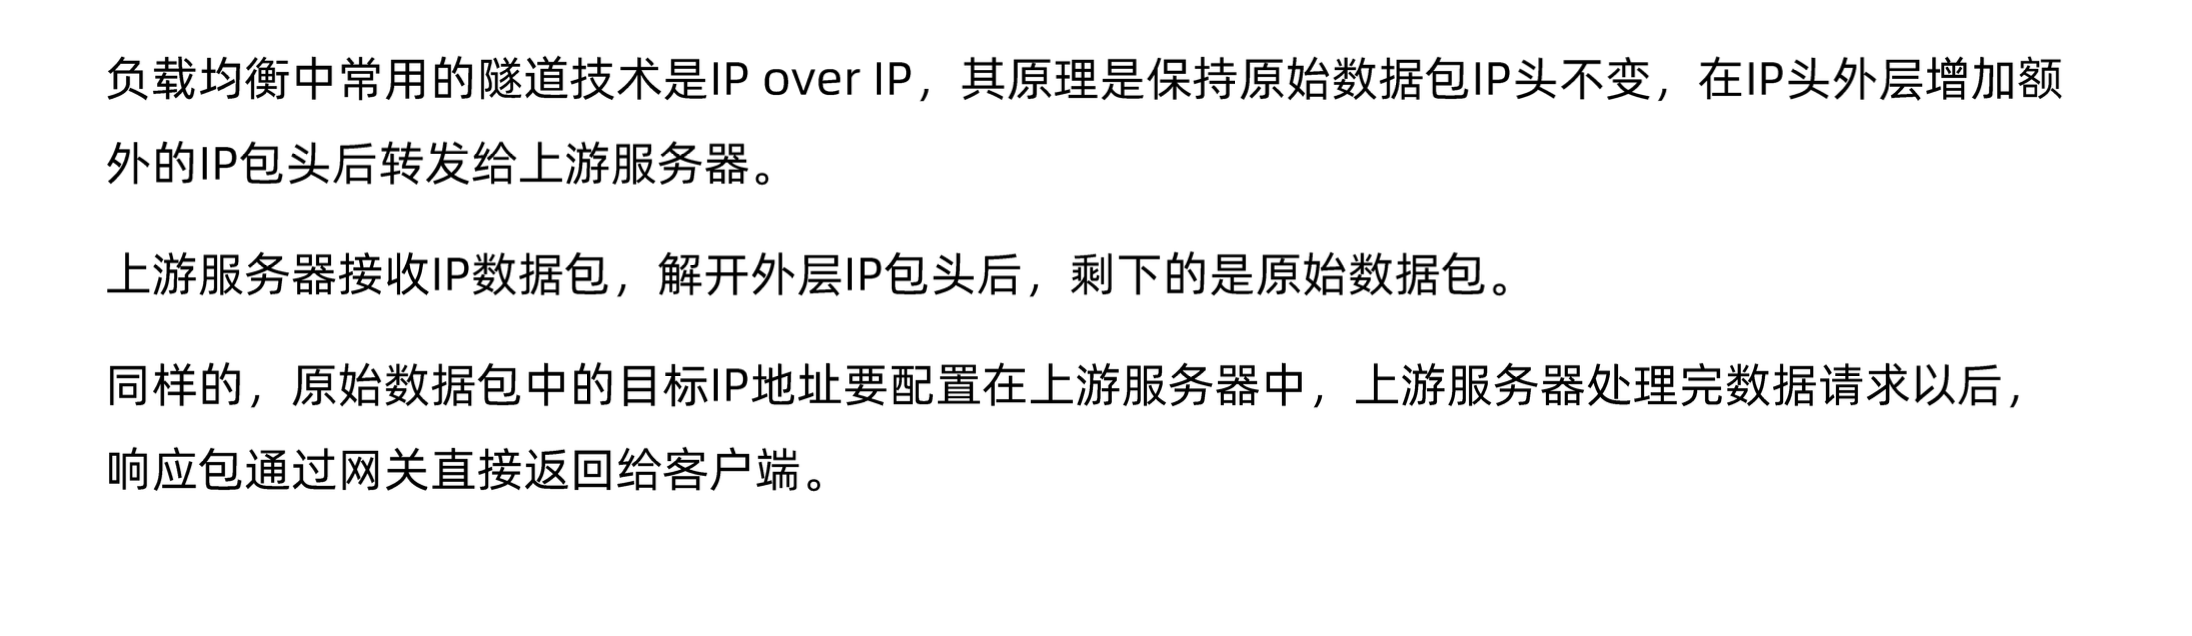 负载均衡中常用的隧道技术是IP over IP，其原理是保持原始数据包IP头不变，在IP头外层增加额
外的IP包头后转发给上游服务器。
上游服务器接收IP数据包，解开外层IP包头后，剩下的是原始数据包。
同样的，原始数据包中的目标IP地址要配置在上游服务器中，上游服务器处理完数据请求以后，
响应包通过网关直接返回给客户端。